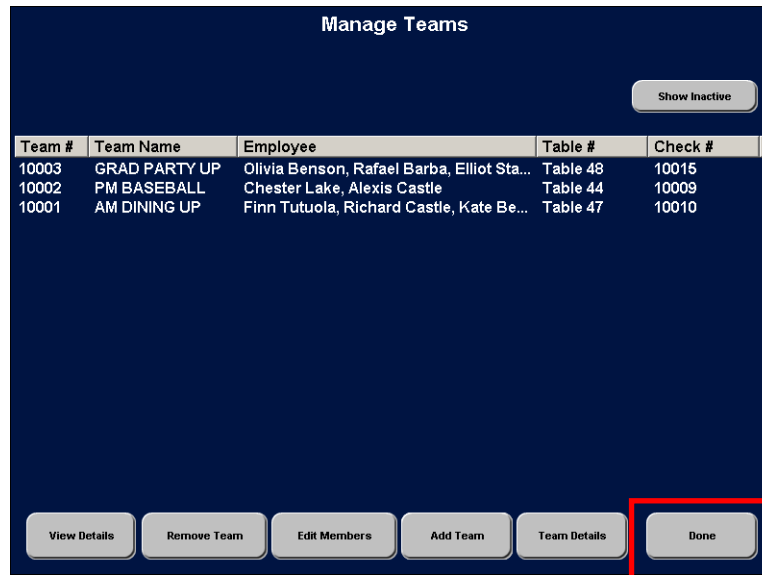 Manage Teams
Show Inactive
Team # Team Name Employee Table # Check #
10003 GRAD PARTY UP Olivia Benson, Rafael Barba, Elliot Sta... Table 48 10015
10002 PM BASEBALL Chester Lake, Alexis Castle Table 44 10009
10001 AM DINING UP Finn Tutuola, Richard Castle, Kate Be... Table 47 10010
View Details Remove Team Edit Members Add Team Team Details Done